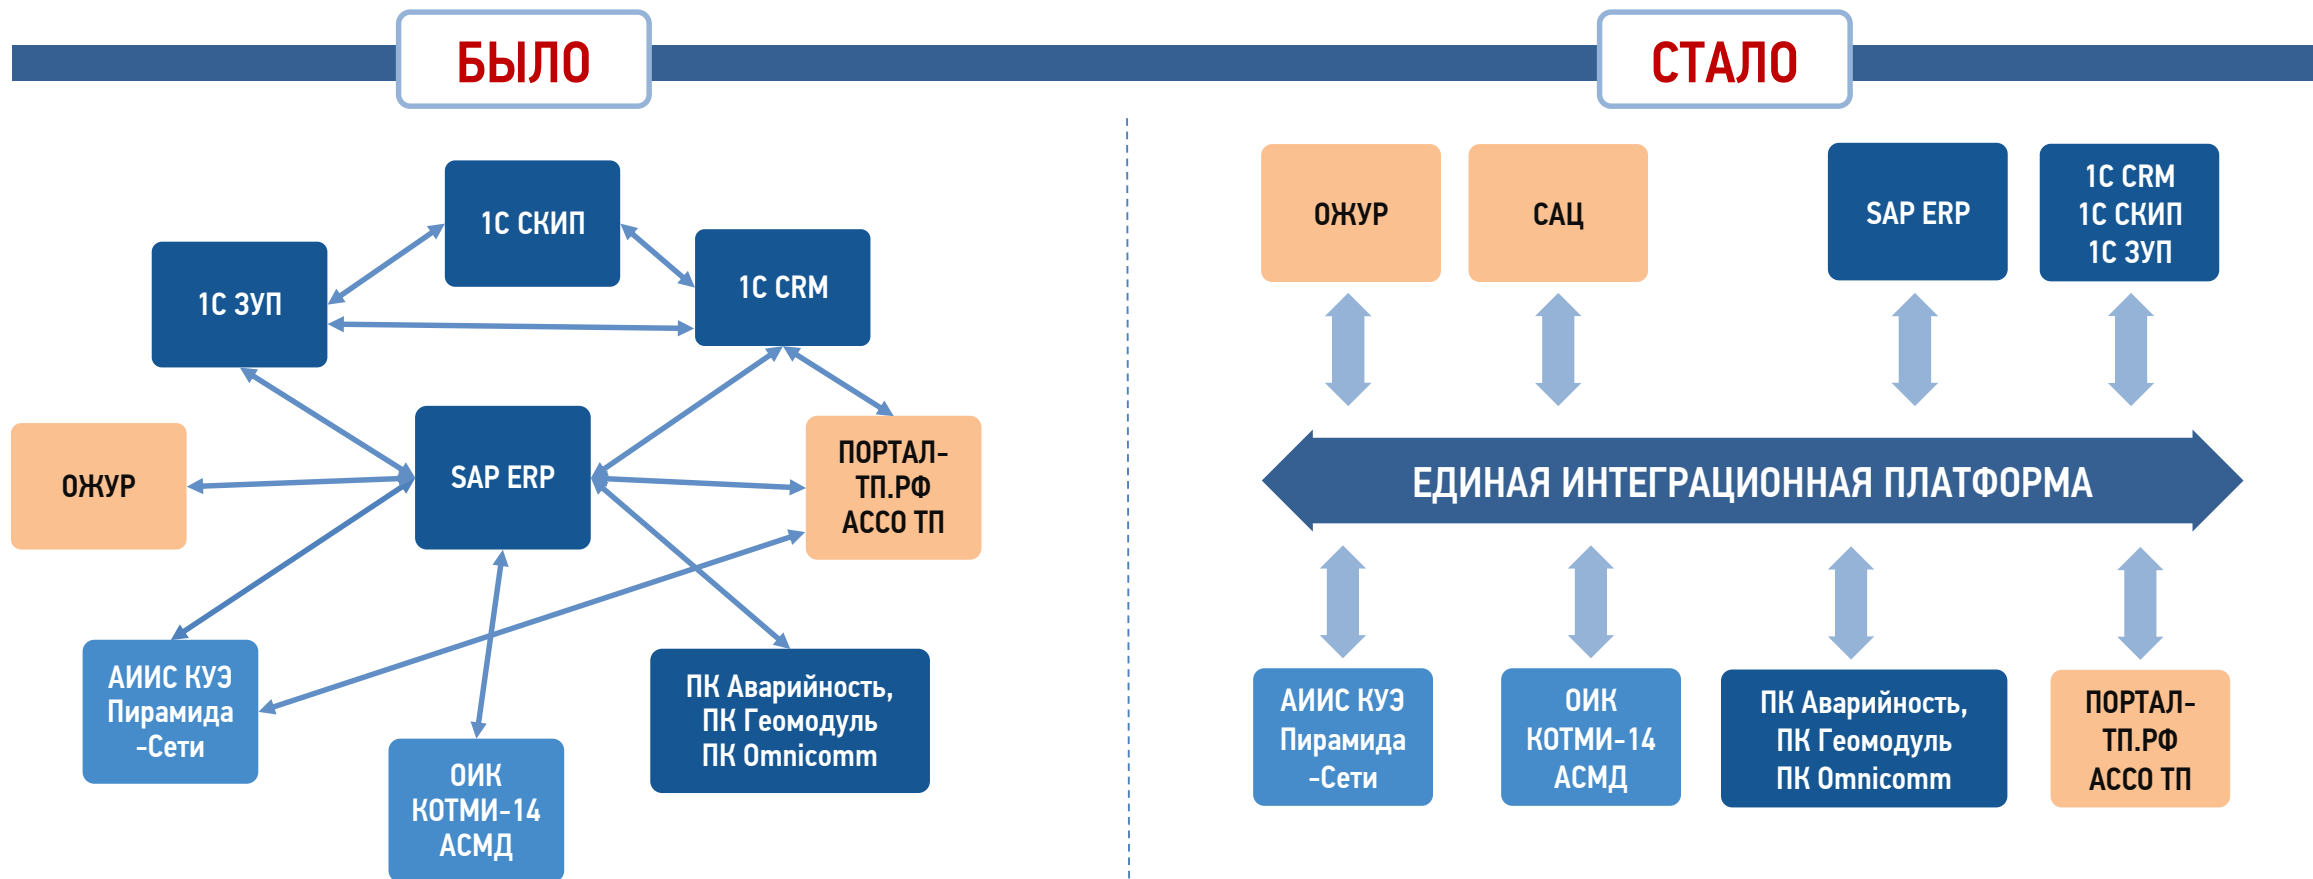 БЫЛО
СТАЛО
1С СКИП
1С CRM
1С ЗУП
ОЖУР
SAP ERP
ПОРТАЛ-
ТП.РФ
АССО ТП
АИИС КУЭ
Пирамида
-Сети
ОИК
КОТМИ-14
АСМД
ПК Аварийность,
ПК Геомодуль
ПК Omnicomm
ОЖУР
САЦ
SAP ERP
1С CRM
1С СКИП
1С ЗУП
ЕДИНАЯ ИНТЕГРАЦИОННАЯ ПЛАТФОРМА
АИИС КУЭ
Пирамида
-Сети
ОИК
КОТМИ-14
АСМД
ПК Аварийность,
ПК Геомодуль
ПК Omnicomm
ПОРТАЛ-
ТП.РФ
АССО ТП